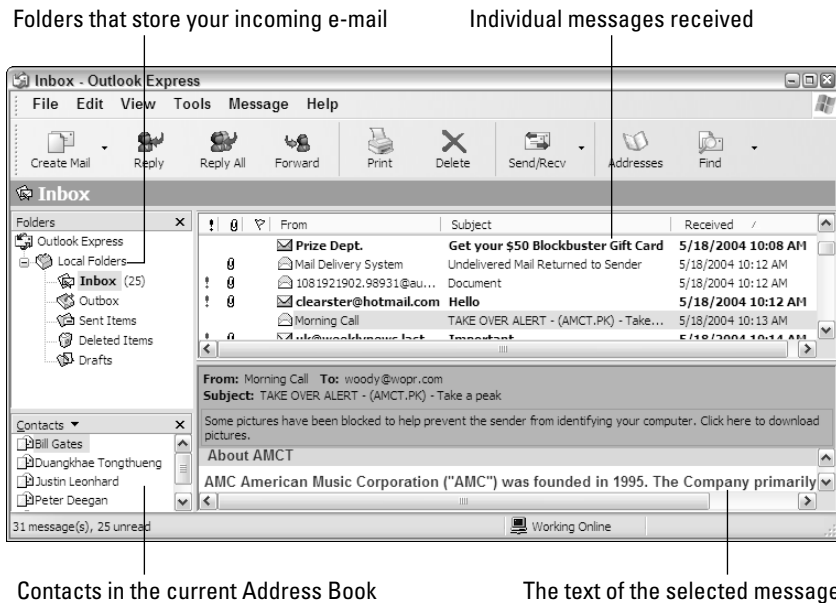 Folders that store your incoming e-mail
Individual messages received
Inbox - Outlook Express
File Edit View Tools Message Help
Create Mail Reply Reply All Forward Print Delete Send/Recv Addresses Find
Inbox
Folders
Outlook Express
Local Folders
Inbox (25)
Outbox
Sent Items
Deleted Items
Drafts
! From Subject Received
Prize Dept. Get your $50 Blockbuster Gift Card 5/18/2004 10:08 AM
Mail Delivery System Undelivered Mail Returned to Sender 5/18/2004 10:12 AM
! 1081921902.98931@au... Document 5/18/2004 10:12 AM
! clearster@hotmail.com Hello 5/18/2004 10:12 AM
Morning Call TAKE OVER ALERT - (AMCT.PK) - Take... 5/18/2004 10:13 AM
! Important 5/18/2004 10:14 AM
From: Morning Call To: woody@wopr.com
Subject: TAKE OVER ALERT - (AMCT.PK) - Take a peak
Some pictures have been blocked to help prevent the sender from identifying your computer. Click here to download
pictures.
About AMCT
AMC American Music Corporation ("AMC") was founded in 1995. The Company primarily
Contacts
Bill Gates
Duangkhae Tongthueng
Justin Leonhard
Peter Deegan
31 message(s), 25 unread
Working Online
Contacts in the current Address Book
The text of the selected message